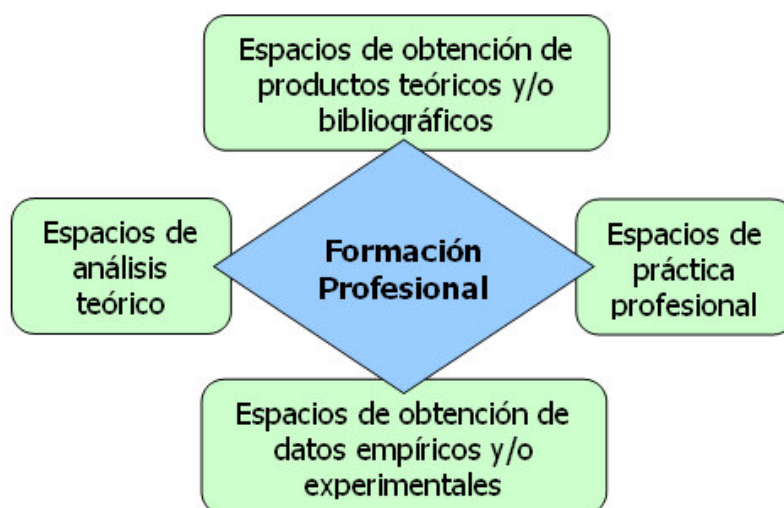 Espacios de obtención de
productos teóricos y/o
bibliográficos
Espacios de
análisis
teórico
Formación
Profesional
Espacios de
práctica
profesional
Espacios de obtención de
datos empíricos y/o
experimentales